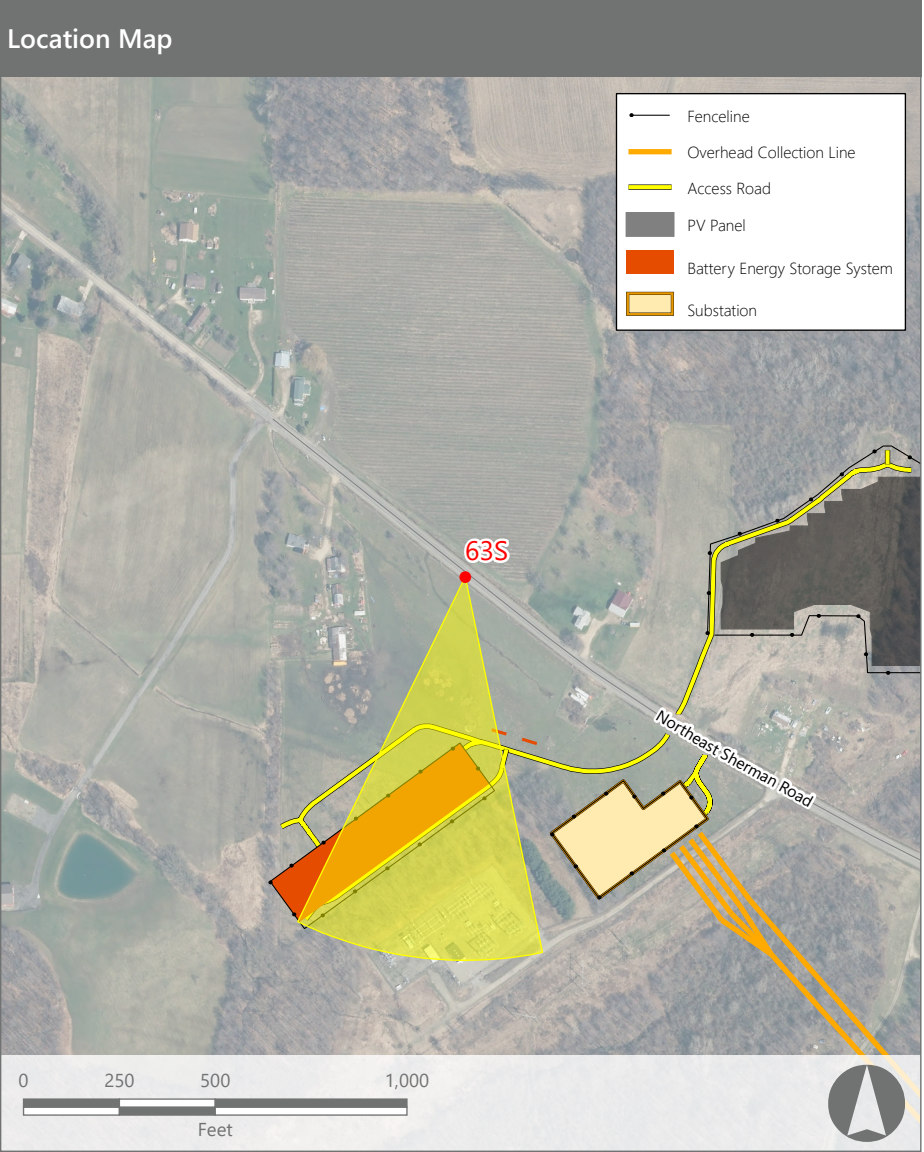 Location Map
Fenceline
Overhead Collection Line
Access Road
PV Panel
Battery Energy Storage System
Substation
63S
Northeast Sherman Road
0 250 500 1,000
Feet